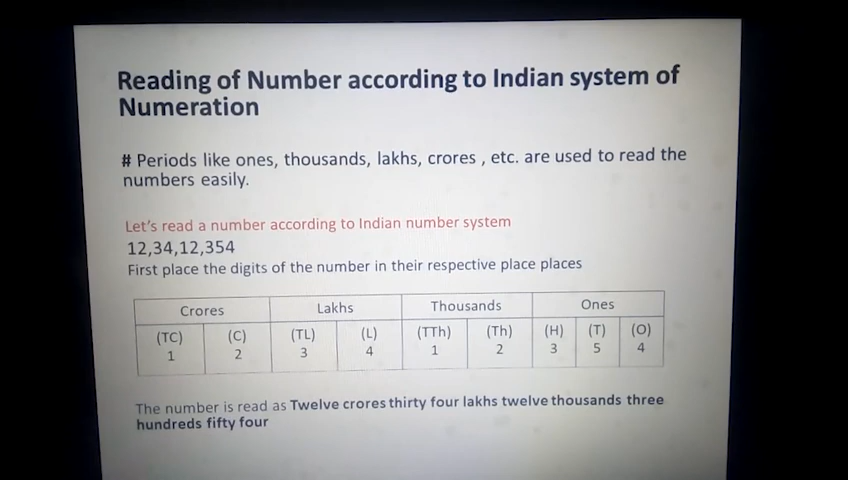 Reading of Number according to Indian system of
Numeration
# Periods like ones, thousands, lakhs, crores , etc. are used to read the
numbers easily.
Let's read a number according to Indian number system
12,34,12,354
First place the digits of the number in their respective place places
Crores Lakhs Thousands Ones
(TC) (C) (TL) (L) (TTh) (Th) (H) (T) (O)
1 2 3 4 1 2 3 5 4
The number is read as Twelve crores thirty four lakhs twelve thousands three
hundreds fifty four